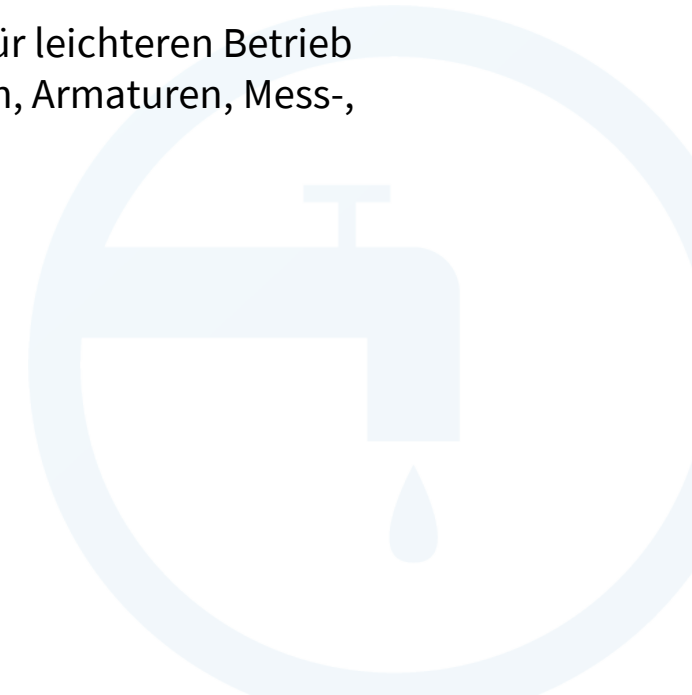 ür leichteren Betrieb
n, Armaturen, Mess-,